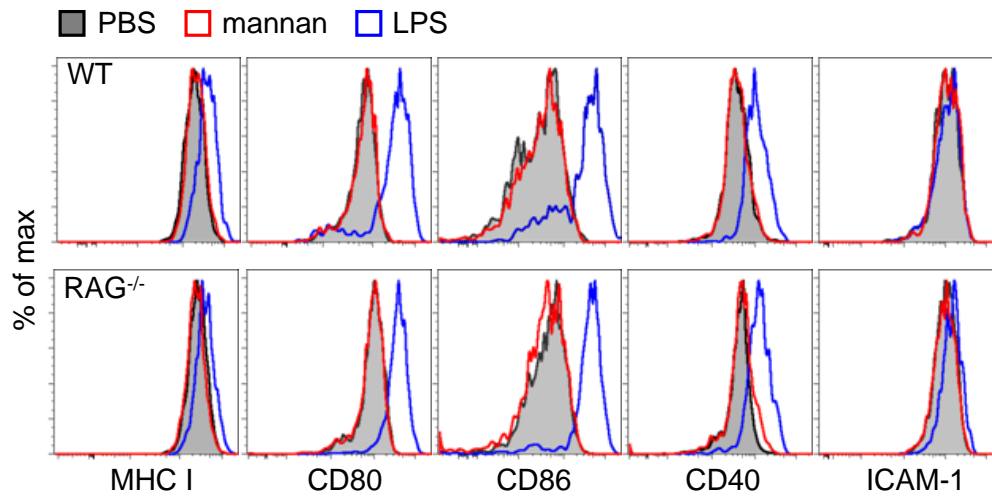 PBS mannan LPS
WT
% of max
RAG-/-
MHC I CD80 CD86 CD40 ICAM-1